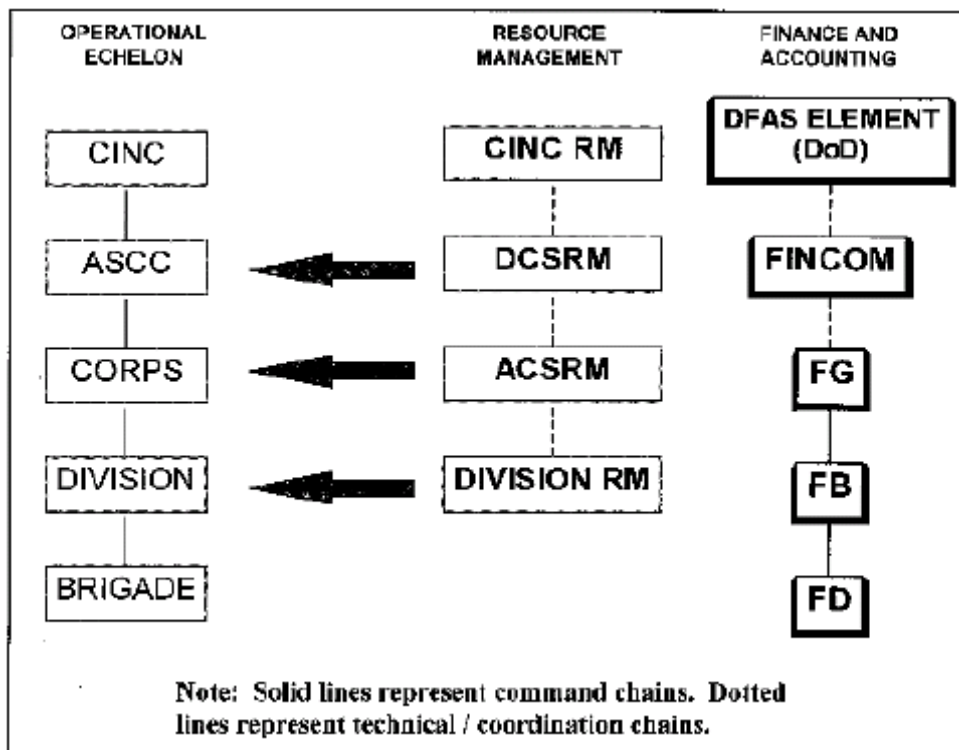 OPERATIONAL
ECHELON
RESOURCE
MANAGEMENT
FINANCE AND
ACCOUNTING
CINC
CINC RM
DFAS ELEMENT
(DoD)
ASCC
DCSRM
FINCOM
CORPS
ACSRM
FG
DIVISION
DIVISION RM
FB
BRIGADE
FD
Note: Solid lines represent command chains. Dotted
lines represent technical / coordination chains.